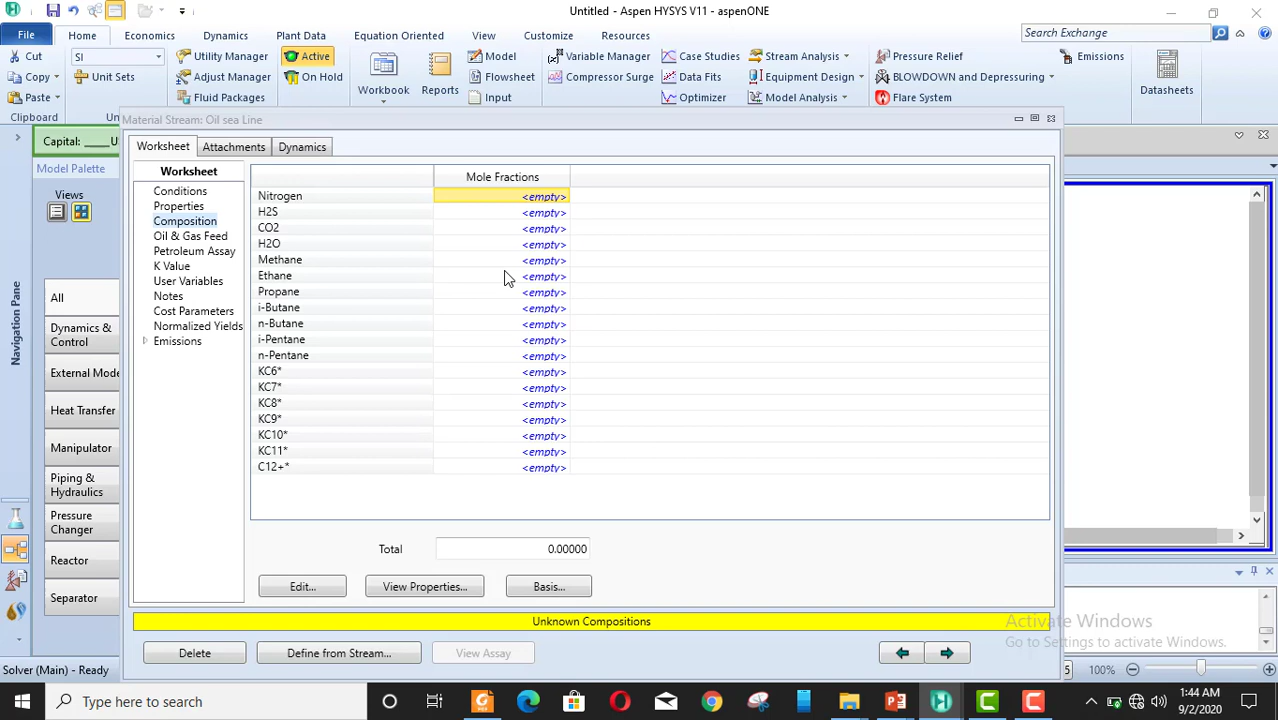 Untitled - Aspen HYSYS V11 - aspenONE
File
Home
Economics
Dynamics
Plant Data
Equation Oriented
View
Customize
Resources
Search Exchange
Cut
Copy
Paste
Clipboard
SI
Unit Sets
Un
Utility Manager
Adjust Manager
Fluid Packages
Active
On Hold
Workbook
Reports
Model
Flowsheet
Input
Variable Manager
Compressor Surge
Case Studies
Data Fits
Optimizer
Stream Analysis
Equipment Design
Model Analysis
Pressure Relief
BLOWDOWN and Depressuring
Flare System
Emissions
Datasheets
Capital: ____U
Model Palette
Views
Navigation Pane
All
Dynamics & Control
External Mode
Heat Transfer
Manipulator
Piping & Hydraulics
Pressure Changer
Reactor
Separator
Material Stream: Oil sea Line
Worksheet
Attachments
Dynamics
Worksheet
Conditions
Properties
Composition
Oil & Gas Feed
Petroleum Assay
K Value
User Variables
Notes
Cost Parameters
Normalized Yields
Emissions
Mole Fractions
Nitrogen <empty>
H2S <empty>
CO2 <empty>
H2O <empty>
Methane <empty>
Ethane <empty>
Propane <empty>
i-Butane <empty>
n-Butane <empty>
i-Pentane <empty>
n-Pentane <empty>
KC6* <empty>
KC7* <empty>
KC8* <empty>
KC9* <empty>
KC10* <empty>
KC11* <empty>
C12+* <empty>
Total 0.00000
Edit...
View Properties...
Basis...
Unknown Compositions
Delete
Define from Stream...
View Assay
Activate Windows
Go to Settings to activate Windows.
Solver (Main) - Ready
100%
Type here to search
1:44 AM
9/2/2020